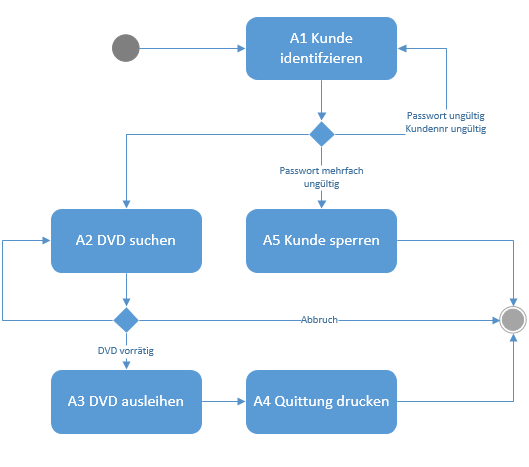 A1 Kunde
identifzieren
Passwort ungültig
Kundennr ungültig
Passwort mehrfach
ungültig
A2 DVD suchen
A5 Kunde sperren
Abbruch
DVD vorrätig
A3 DVD ausleihen
A4 Quittung drucken